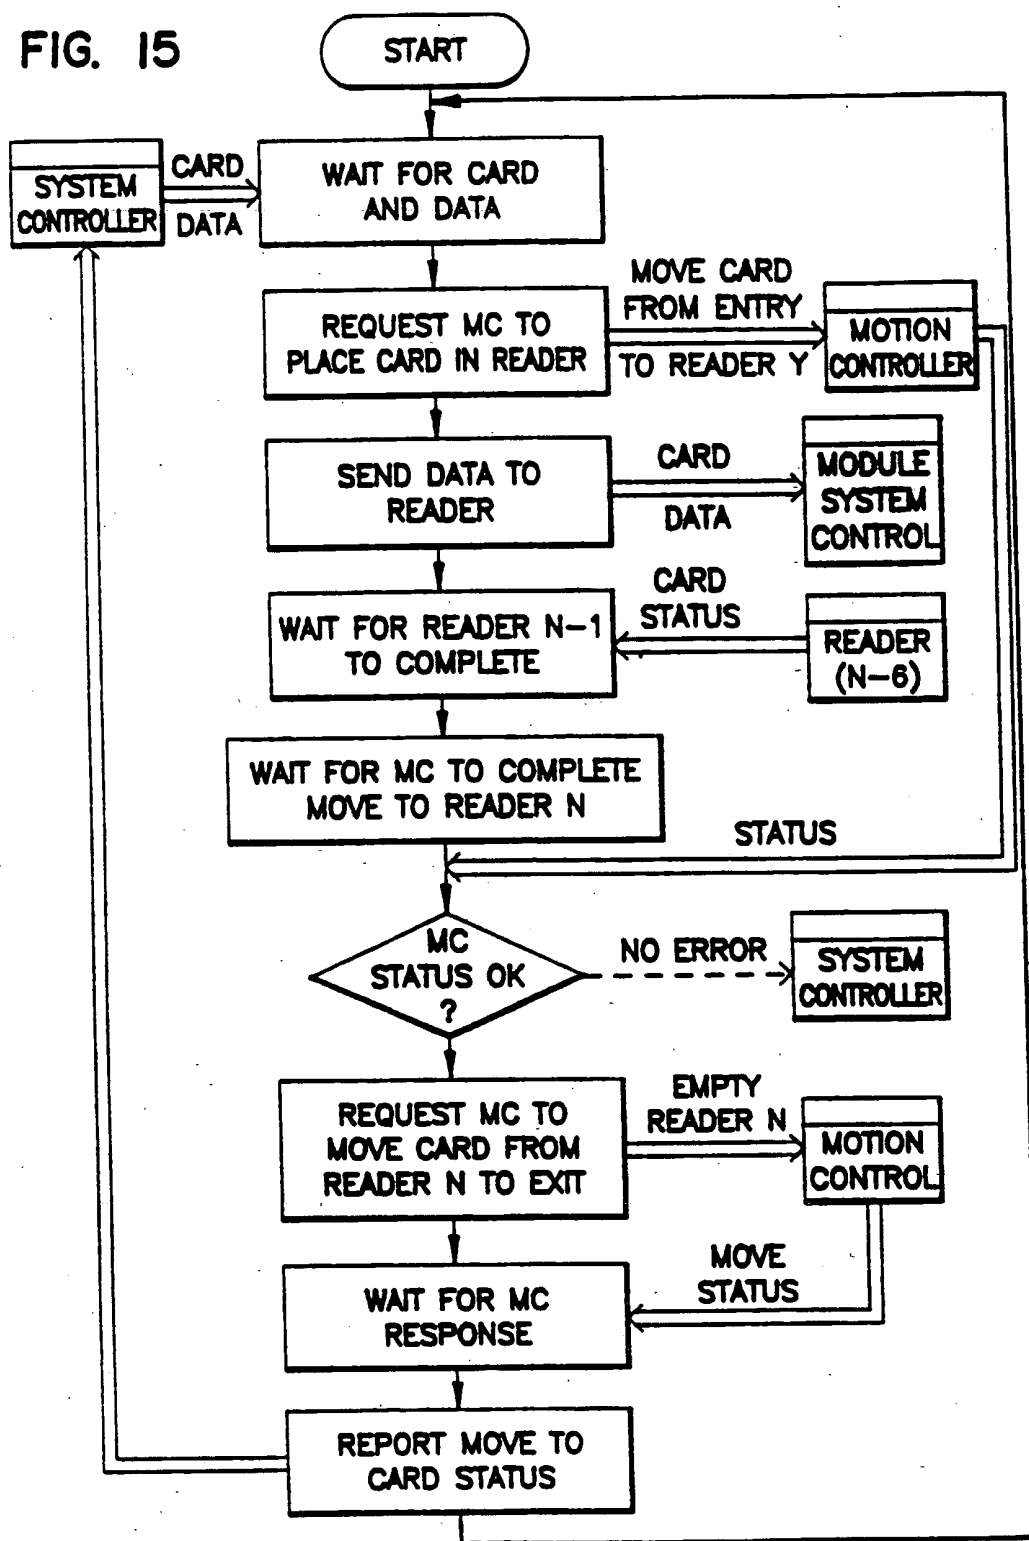 FIG. 15
START
SYSTEM
CONTROLLER
CARD
DATA
WAIT FOR CARD
AND DATA
REQUEST MC TO
PLACE CARD IN READER
MOVE CARD
FROM ENTRY
TO READER Y
MOTION
CONTROLLER
SEND DATA TO
READER
CARD
DATA
MODULE
SYSTEM
CONTROL
WAIT FOR READER N-1
TO COMPLETE
CARD
STATUS
READER
(N-6)
WAIT FOR MC TO COMPLETE
MOVE TO READER N
STATUS
MC
STATUS OK
?
NO ERROR
SYSTEM
CONTROLLER
REQUEST MC TO
MOVE CARD FROM
READER N TO EXIT
EMPTY
READER N
MOTION
CONTROL
WAIT FOR MC
RESPONSE
MOVE
STATUS
REPORT MOVE TO
CARD STATUS